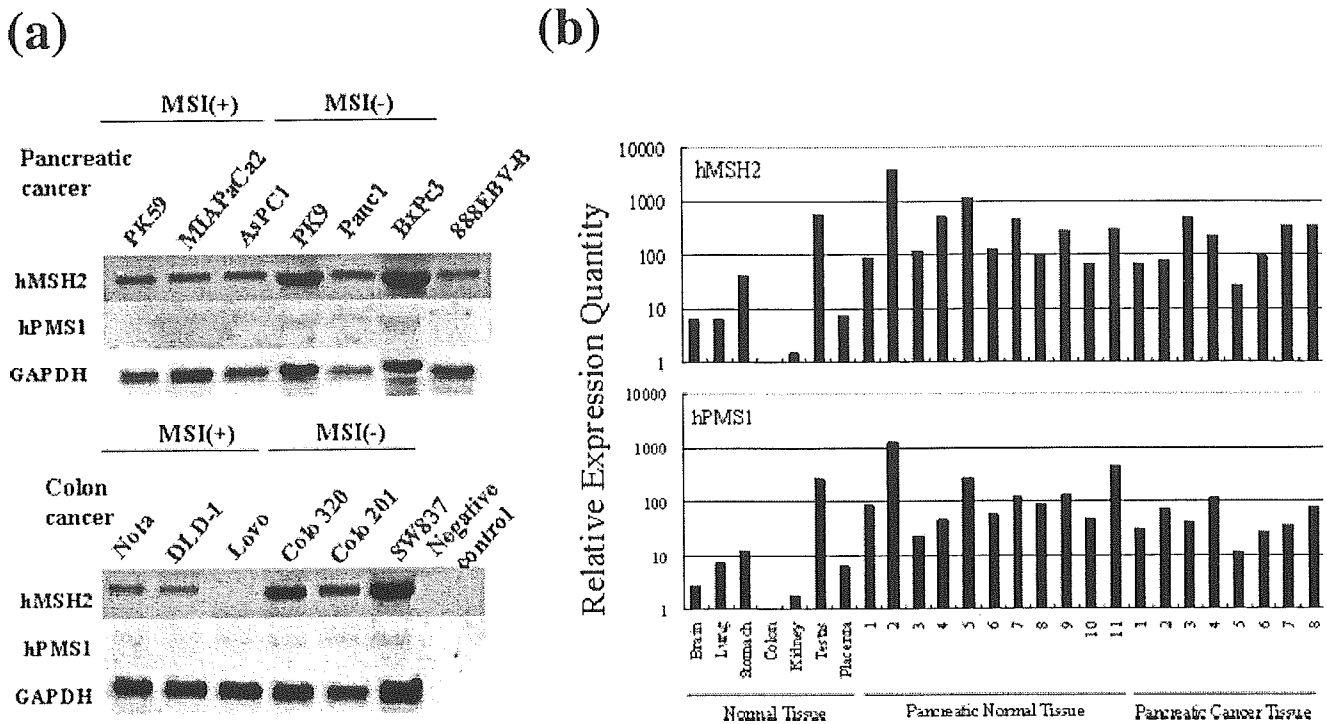 (a)
MSI(+) MSI(-)
Pancreatic
cancer
PK59 MIAPaCa2 AsPC1 PK9 Panc1 BxPc3 888EBV-B
hMSH2
hPMS1
GAPDH
MSI(+) MSI(-)
Colon
cancer
Nota DLD-1 Lovo Colo 320 Colo 201 SW837 Negative
control
hMSH2
hPMS1
GAPDH
(b)
Relative Expression Quantity
10000
1000
100
10
1
hMSH2
10000
1000
100
10
1
hPMS1
Brain Lung Stomach Colon Kidney Testis Placenta 1 2 3 4 5 6 7 8 9 10 11 1 2 3 4 5 6 7 8
Normal Tissue Pancreatic Normal Tissue Pancreatic Cancer Tissue